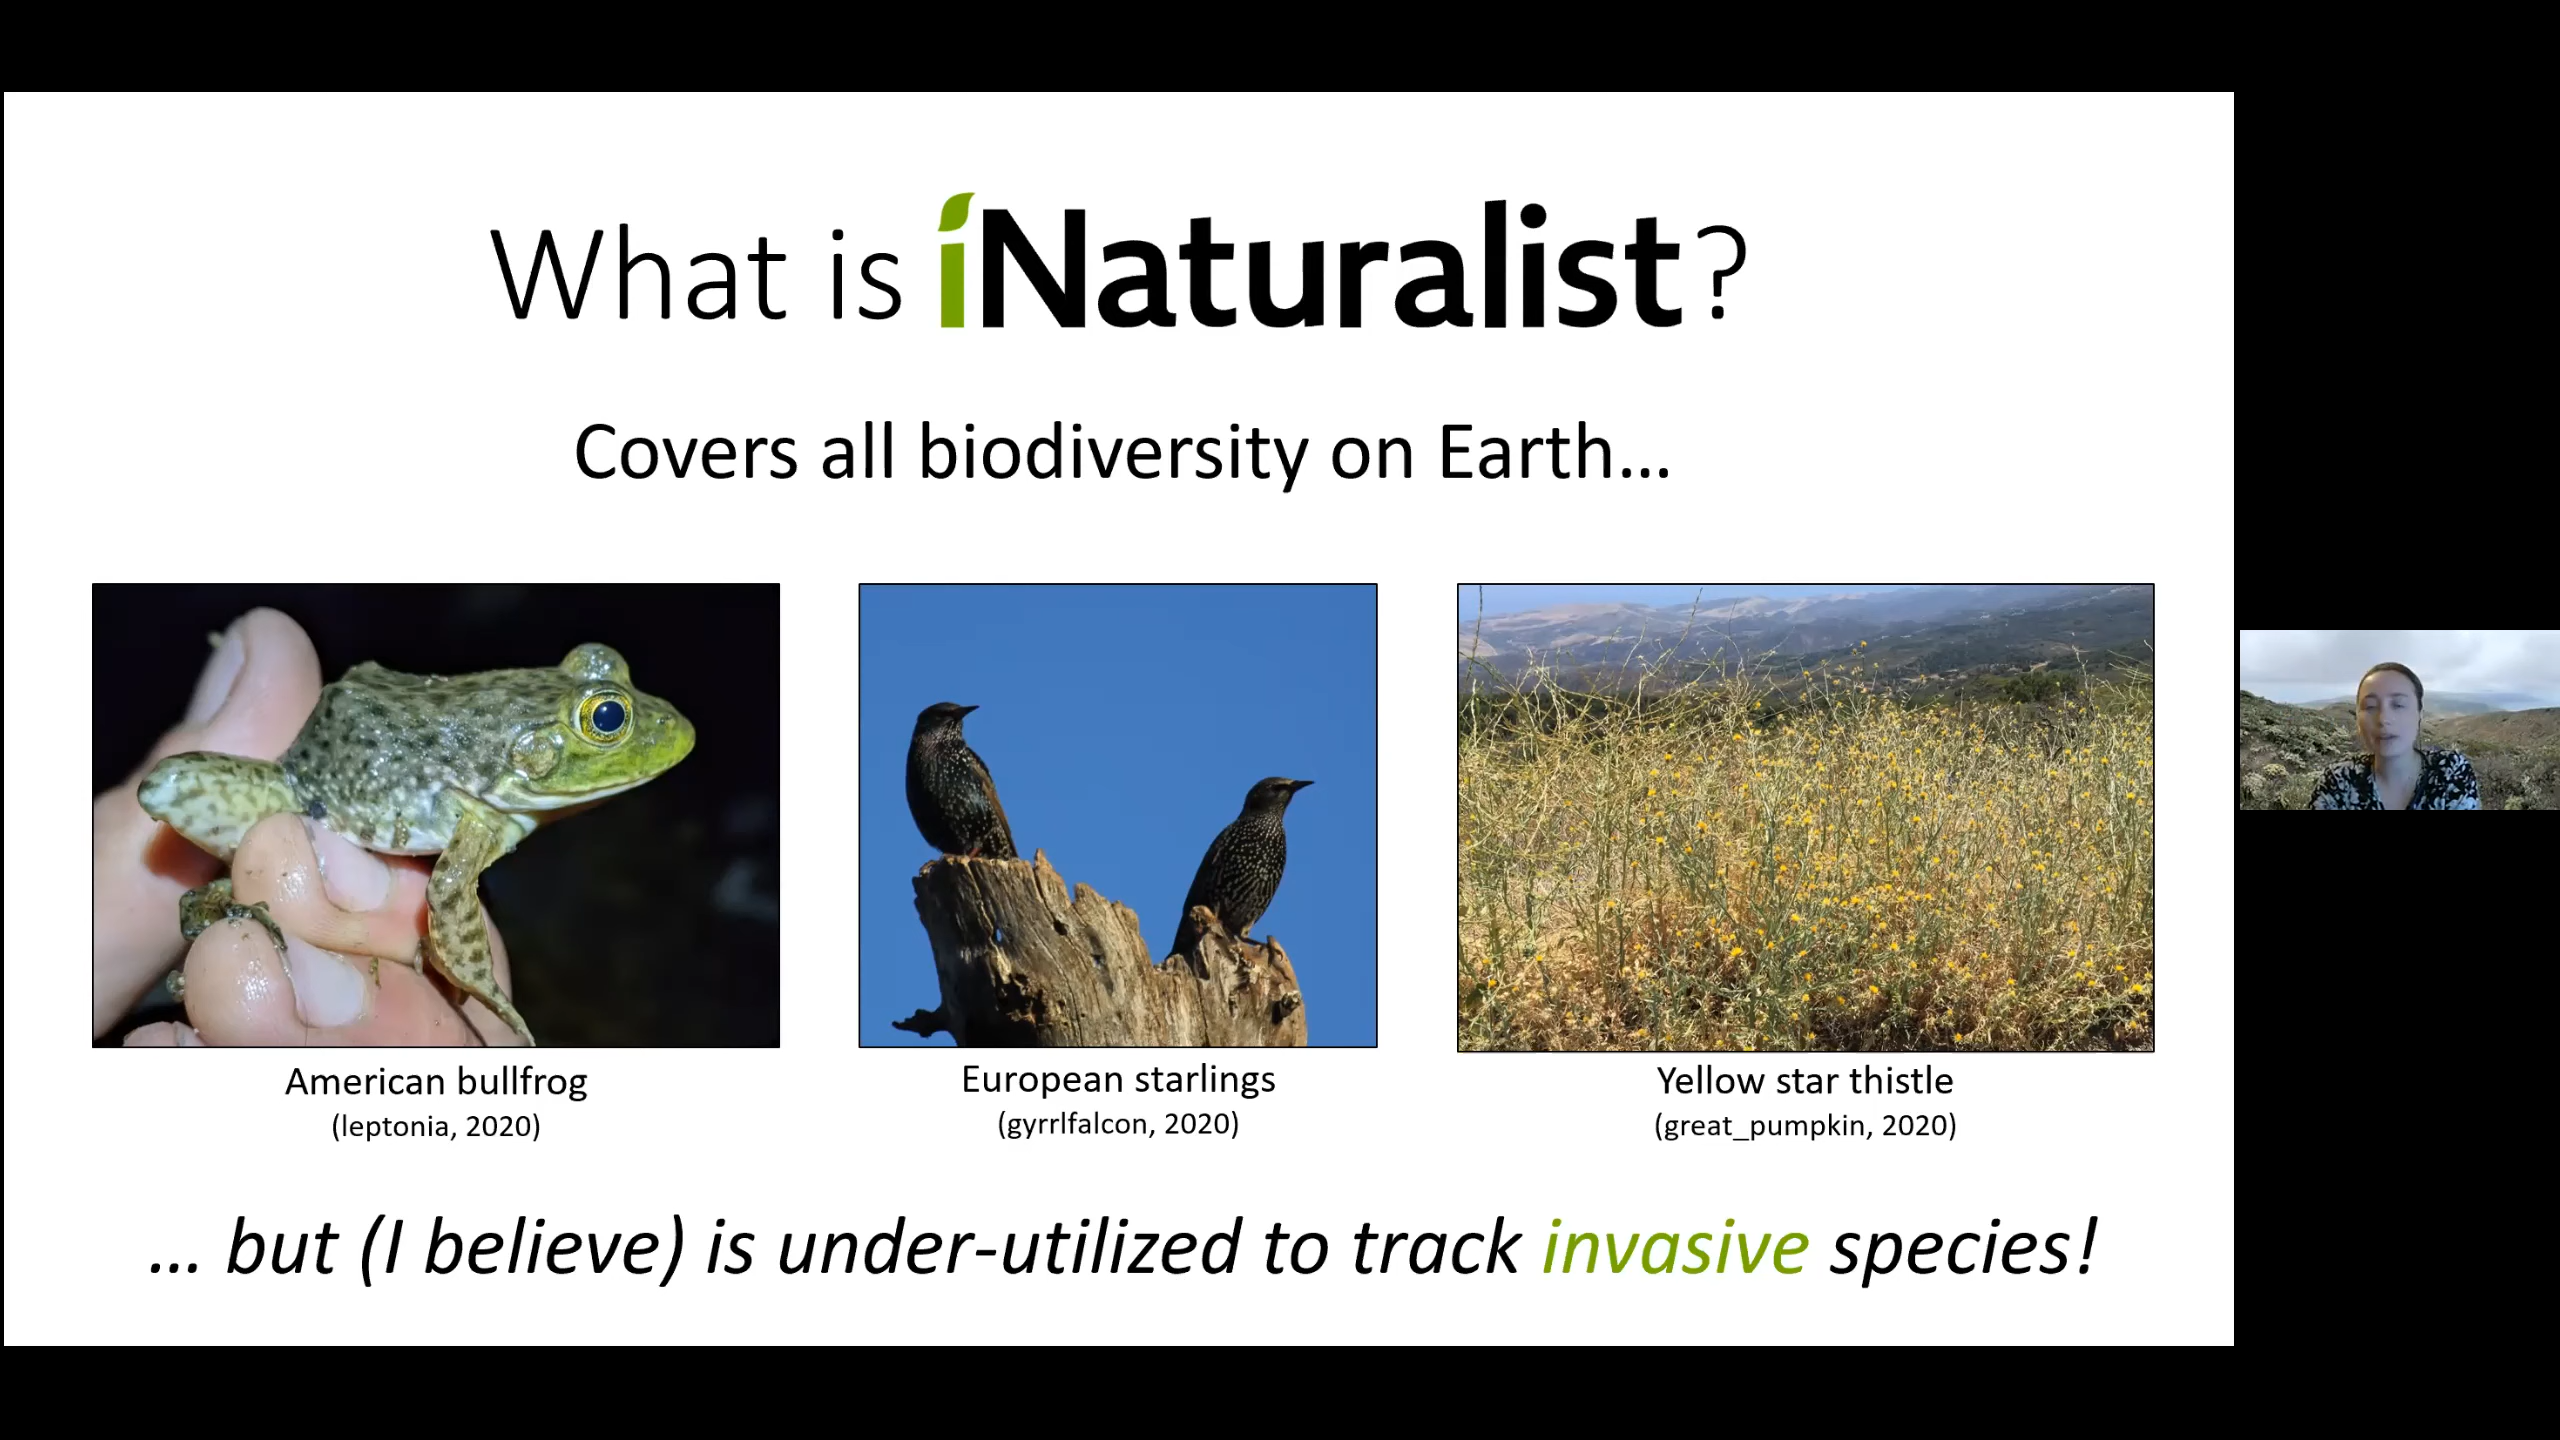 What is iNaturalist?
Covers all biodiversity on Earth...
American bullfrog
(leptonia, 2020)
European starlings
(gyrrlfalcon, 2020)
Yellow star thistle
(great_pumpkin, 2020)
... but (I believe) is under-utilized to track invasive species!